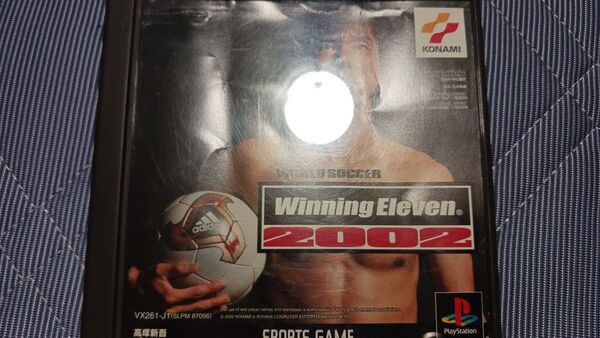 KONAMI
WORLD SOCCER
Winning Eleven®
2002
adidas
VX261-J1(SLPM 87056)
© 2002 KONAMI & KONAMI COMPUTER ENTERTAINMENT TOKYO
PlayStation
高塚新吾
SPORTS GAME